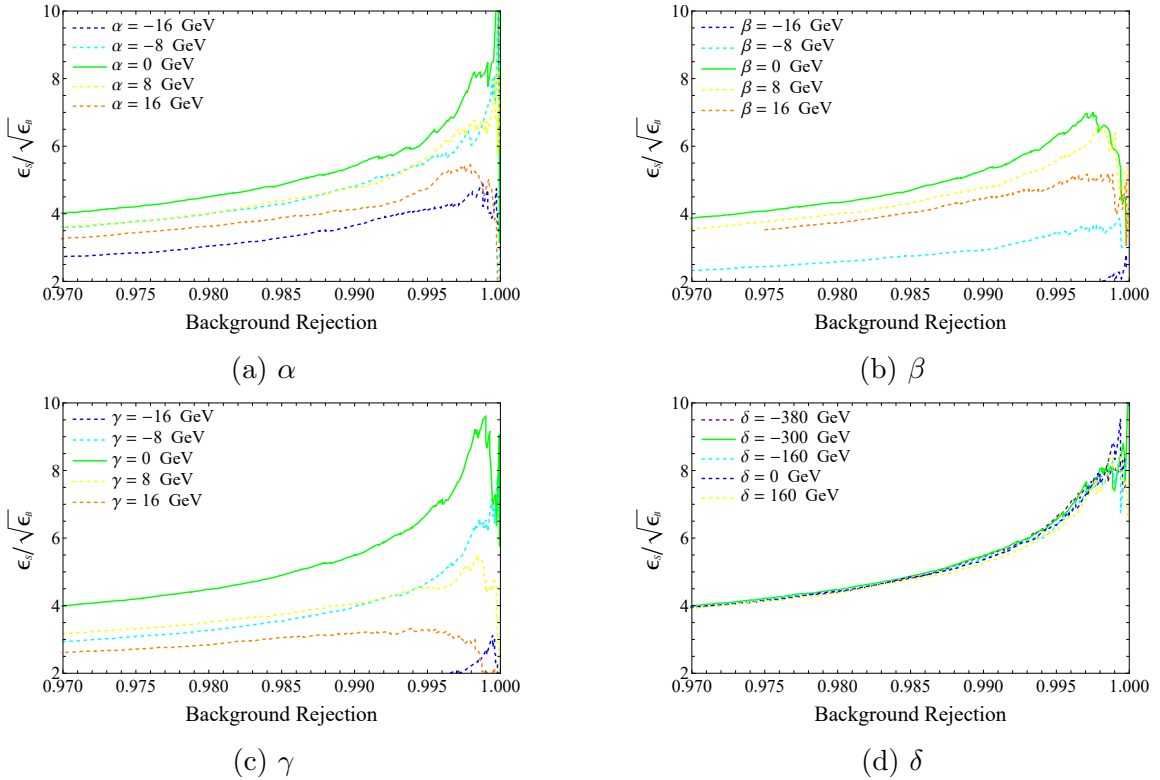 α = −16 GeV
α = −8 GeV
α = 0 GeV
α = 8 GeV
α = 16 GeV
ϵS/√ϵB
10
8
6
4
2
0.970 0.975 0.980 0.985 0.990 0.995 1.000
Background Rejection
(a) α
β = −16 GeV
β = −8 GeV
β = 0 GeV
β = 8 GeV
β = 16 GeV
ϵS/√ϵB
10
8
6
4
2
0.970 0.975 0.980 0.985 0.990 0.995 1.000
Background Rejection
(b) β
γ = −16 GeV
γ = −8 GeV
γ = 0 GeV
γ = 8 GeV
γ = 16 GeV
ϵS/√ϵB
10
8
6
4
2
0.970 0.975 0.980 0.985 0.990 0.995 1.000
Background Rejection
(c) γ
δ = −380 GeV
δ = −300 GeV
δ = −160 GeV
δ = 0 GeV
δ = 160 GeV
ϵS/√ϵB
10
8
6
4
2
0.970 0.975 0.980 0.985 0.990 0.995 1.000
Background Rejection
(d) δ